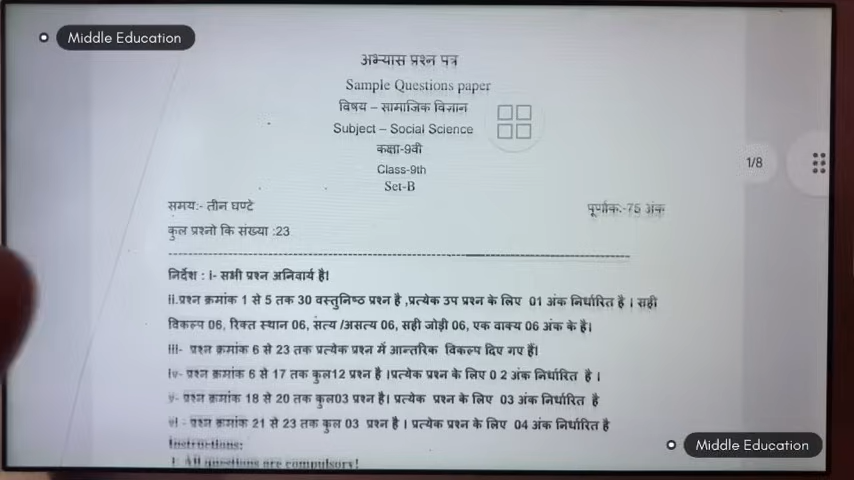 Middle Education
अभ्यास प्रश्न पत्र
Sample Questions paper
विषय – सामाजिक विज्ञान
Subject – Social Science
कक्षा-9वी
Class-9th
Set-B
1/8
समय:- तीन घण्टे पूर्णांक:-75 अंक
कुल प्रश्नो कि संख्या :23
निर्देश : i- सभी प्रश्न अनिवार्य है।
ii.प्रश्न क्रमांक 1 से 5 तक 30 वस्तुनिष्ठ प्रश्न है ,प्रत्येक उप प्रश्न के लिए 01 अंक निर्धारित है । सही
विकल्प 06, रिक्त स्थान 06, सत्य /असत्य 06, सही जोड़ी 06, एक वाक्य 06 अंक के है।
iii- प्रश्न क्रमांक 6 से 23 तक प्रत्येक प्रश्न में आन्तरिक विकल्प दिए गए हैं।
iv- प्रश्न क्रमांक 6 से 17 तक कुल12 प्रश्न है ।प्रत्येक प्रश्न के लिए 0 2 अंक निर्धारित है ।
v- प्रश्न क्रमांक 18 से 20 तक कुल03 प्रश्न है। प्रत्येक प्रश्न के लिए 03 अंक निर्धारित है
vi - प्रश्न क्रमांक 21 से 23 तक कुल 03 प्रश्न है । प्रत्येक प्रश्न के लिए 04 अंक निर्धारित है
Instructions:
i All questions are compulsory!
Middle Education